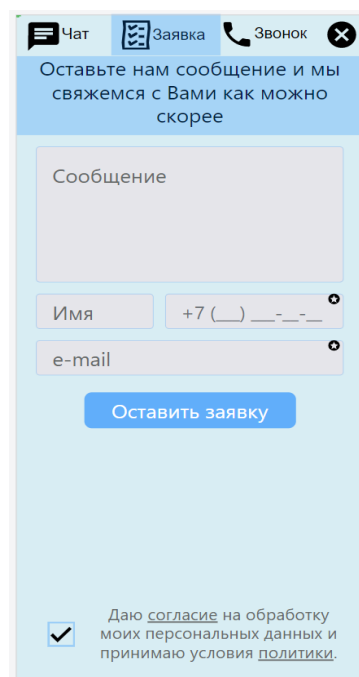 Чат Заявка Звонок
Оставьте нам сообщение и мы
свяжемся с Вами как можно
скорее
Сообщение
Имя +7 (__) ___-__-__
e-mail
Оставить заявку
Даю согласие на обработку
моих персональных данных и
принимаю условия политики.